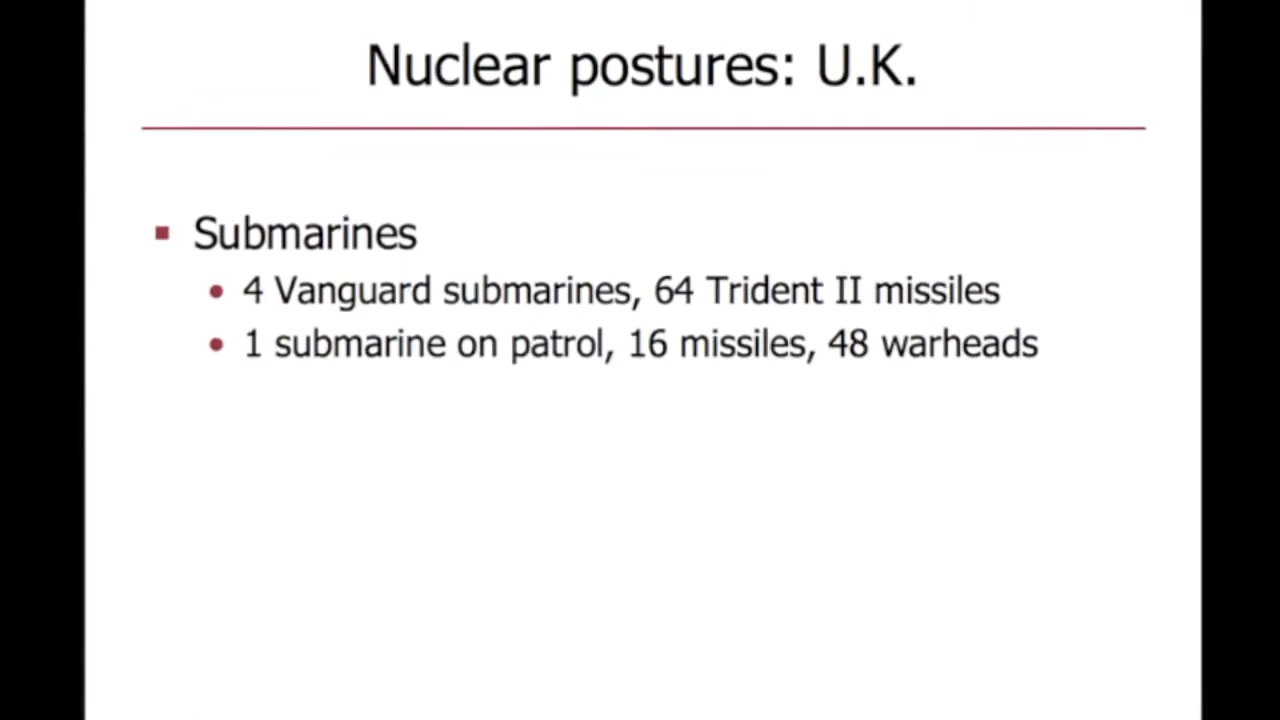 Nuclear postures: U.K.
Submarines
4 Vanguard submarines, 64 Trident II missiles
1 submarine on patrol, 16 missiles, 48 warheads